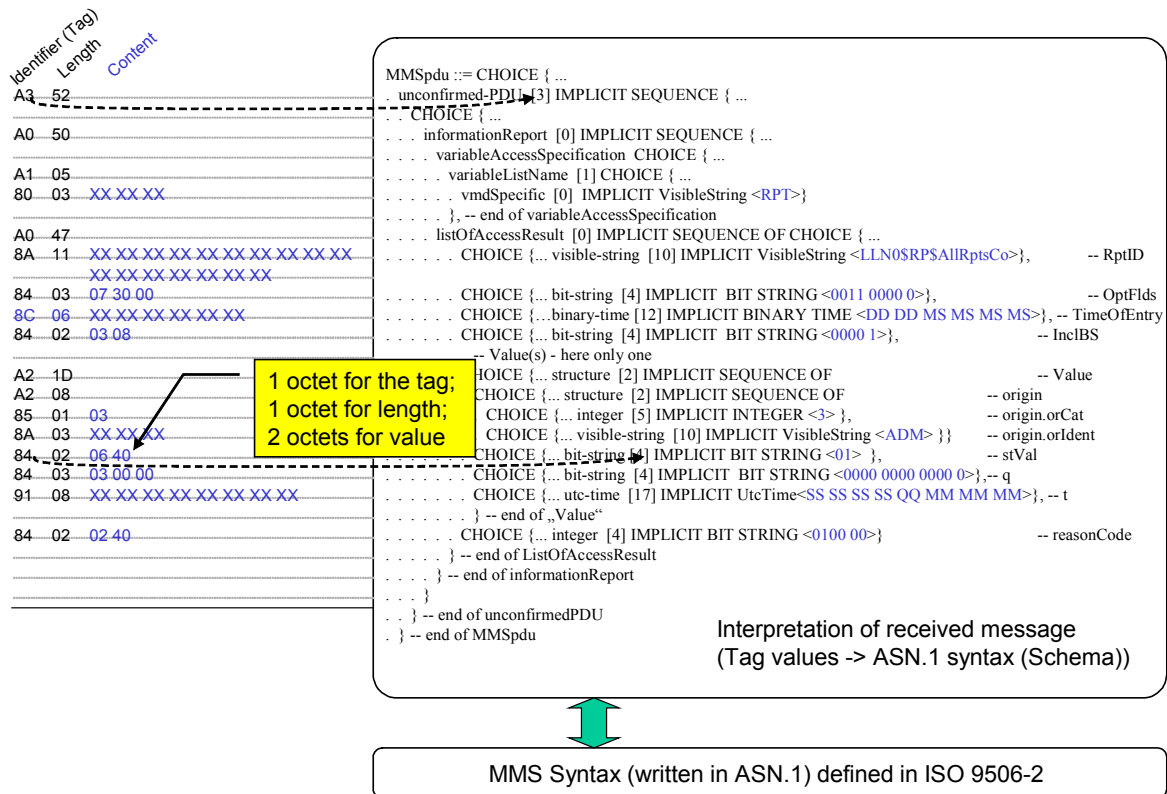 Identifier (Tag)
Length
Content
MMSpdu ::= CHOICE { ...
A3 52 . unconfirmed-PDU [3] IMPLICIT SEQUENCE { ...
. . CHOICE { ...
A0 50 . . . informationReport [0] IMPLICIT SEQUENCE { ...
. . . . variableAccessSpecification CHOICE { ...
A1 05 . . . . . variableListName [1] CHOICE { ...
80 03 XX XX XX . . . . . . vmdSpecific [0] IMPLICIT VisibleString <RPT>}
. . . . . }, -- end of variableAccessSpecification
A0 47 . . . . listOfAccessResult [0] IMPLICIT SEQUENCE OF CHOICE { ...
8A 11 XX XX XX XX XX XX XX XX XX XX . . . . . . CHOICE {... visible-string [10] IMPLICIT VisibleString <LLN0$RP$AllRptsCo>}, -- RptID
XX XX XX XX XX XX XX
84 03 07 30 00 . . . . . . CHOICE {... bit-string [4] IMPLICIT BIT STRING <0011 0000 0>}, -- OptFlds
8C 06 XX XX XX XX XX XX . . . . . . CHOICE {...binary-time [12] IMPLICIT BINARY TIME <DD DD MS MS MS MS>}, -- TimeOfEntry
84 02 03 08 . . . . . . CHOICE {... bit-string [4] IMPLICIT BIT STRING <0000 1>}, -- InclBS
-- Value(s) - here only one
A2 1D HOICE {... structure [2] IMPLICIT SEQUENCE OF -- Value
A2 08 CHOICE {... structure [2] IMPLICIT SEQUENCE OF -- origin
85 01 03 CHOICE {... integer [5] IMPLICIT INTEGER <3> }, -- origin.orCat
8A 03 XX XX XX CHOICE {... visible-string [10] IMPLICIT VisibleString <ADM> }} -- origin.orIdent
84 02 06 40 . . . . . . . CHOICE {... bit-string [4] IMPLICIT BIT STRING <01> }, -- stVal
84 03 03 00 00 . . . . . . . CHOICE {... bit-string [4] IMPLICIT BIT STRING <0000 0000 0000 0>},-- q
91 08 XX XX XX XX XX XX XX XX . . . . . . . CHOICE {... utc-time [17] IMPLICIT UtcTime<SS SS SS SS QQ MM MM MM>}, -- t
. . . . . . . } -- end of „Value“
84 02 02 40 . . . . . . CHOICE {... integer [4] IMPLICIT BIT STRING <0100 00>} -- reasonCode
. . . . . } -- end of ListOfAccessResult
. . . . } -- end of informationReport
. . . }
. . } -- end of unconfirmedPDU
. } -- end of MMSpdu
1 octet for the tag;
1 octet for length;
2 octets for value
Interpretation of received message
(Tag values -> ASN.1 syntax (Schema))
MMS Syntax (written in ASN.1) defined in ISO 9506-2